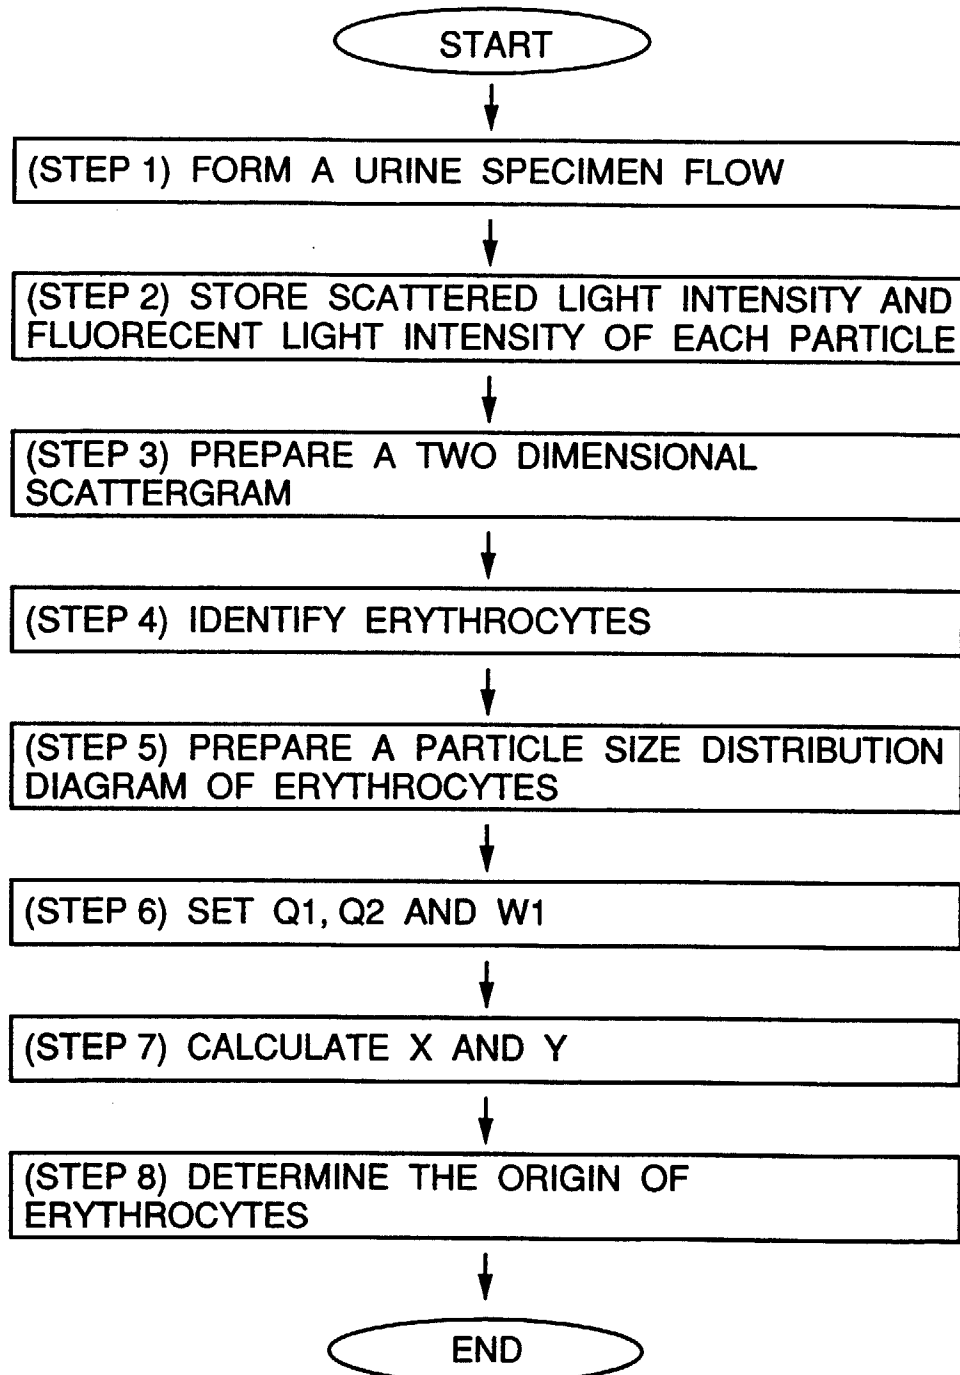 START
(STEP 1) FORM A URINE SPECIMEN FLOW
(STEP 2) STORE SCATTERED LIGHT INTENSITY AND
FLUORECENT LIGHT INTENSITY OF EACH PARTICLE
(STEP 3) PREPARE A TWO DIMENSIONAL
SCATTERGRAM
(STEP 4) IDENTIFY ERYTHROCYTES
(STEP 5) PREPARE A PARTICLE SIZE DISTRIBUTION
DIAGRAM OF ERYTHROCYTES
(STEP 6) SET Q1, Q2 AND W1
(STEP 7) CALCULATE X AND Y
(STEP 8) DETERMINE THE ORIGIN OF
ERYTHROCYTES
END